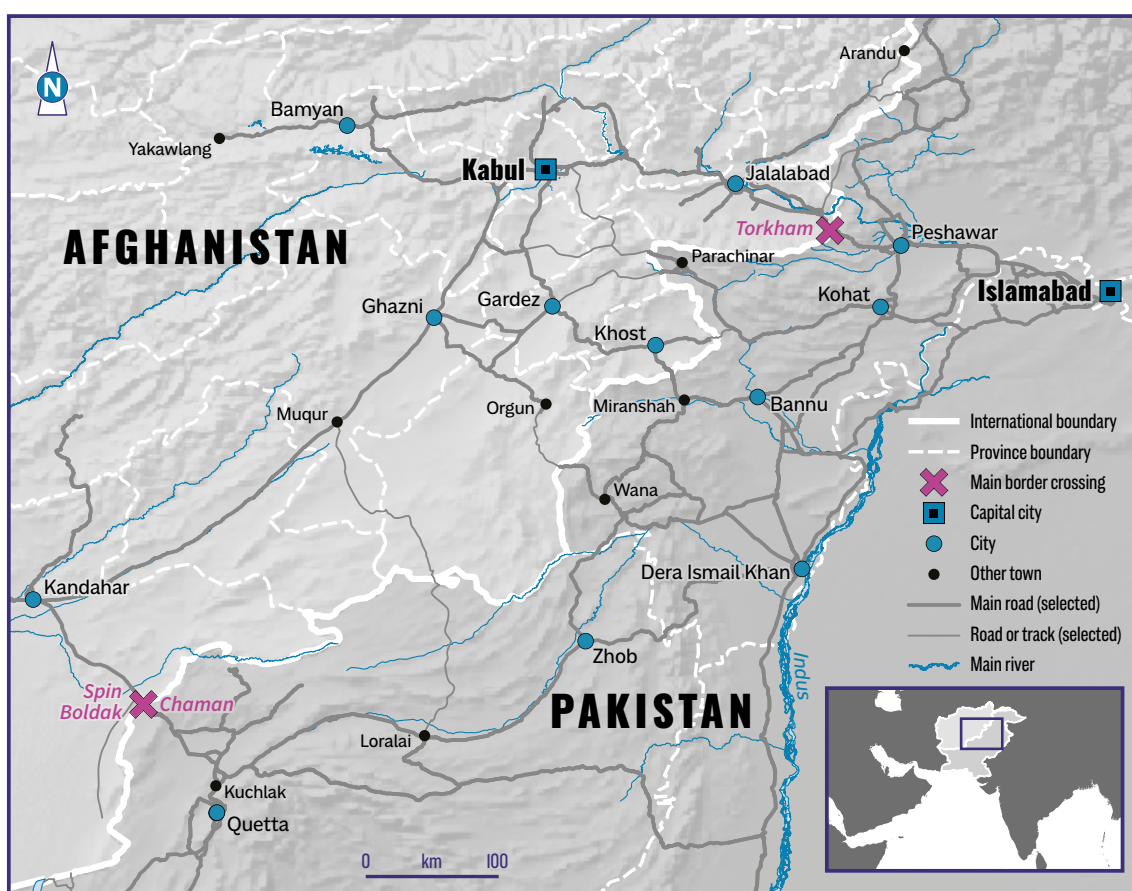 N
Arandu
Bamyan
Yakawlang
Kabul
Jalalabad
AFGHANISTAN
Torkham
Peshawar
Parachinar
Islamabad
Ghazni
Gardez
Kohat
Khost
Muqur
Orgun
Miranshah
Bannu
Wana
Dera Ismail Khan
Kandahar
Zhob
Indus
Spin
Boldak
Chaman
PAKISTAN
Loralai
Kuchlak
Quetta
0 km 100
International boundary
Province boundary
Main border crossing
Capital city
City
Other town
Main road (selected)
Road or track (selected)
Main river